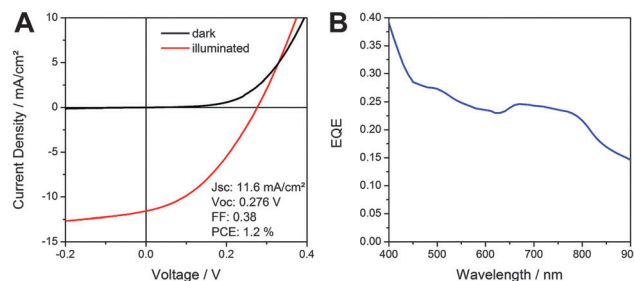 A
dark
illuminated
10
5
0
-5
-10
-15
Current Density / mA/cm²
Jsc: 11.6 mA/cm²
Voc: 0.276 V
FF: 0.38
PCE: 1.2 %
-0.2
0.0
0.2
0.4
Voltage / V
B
0.40
0.35
0.30
0.25
0.20
0.15
0.10
0.05
0.00
EQE
400
500
600
700
800
90
Wavelength / nm